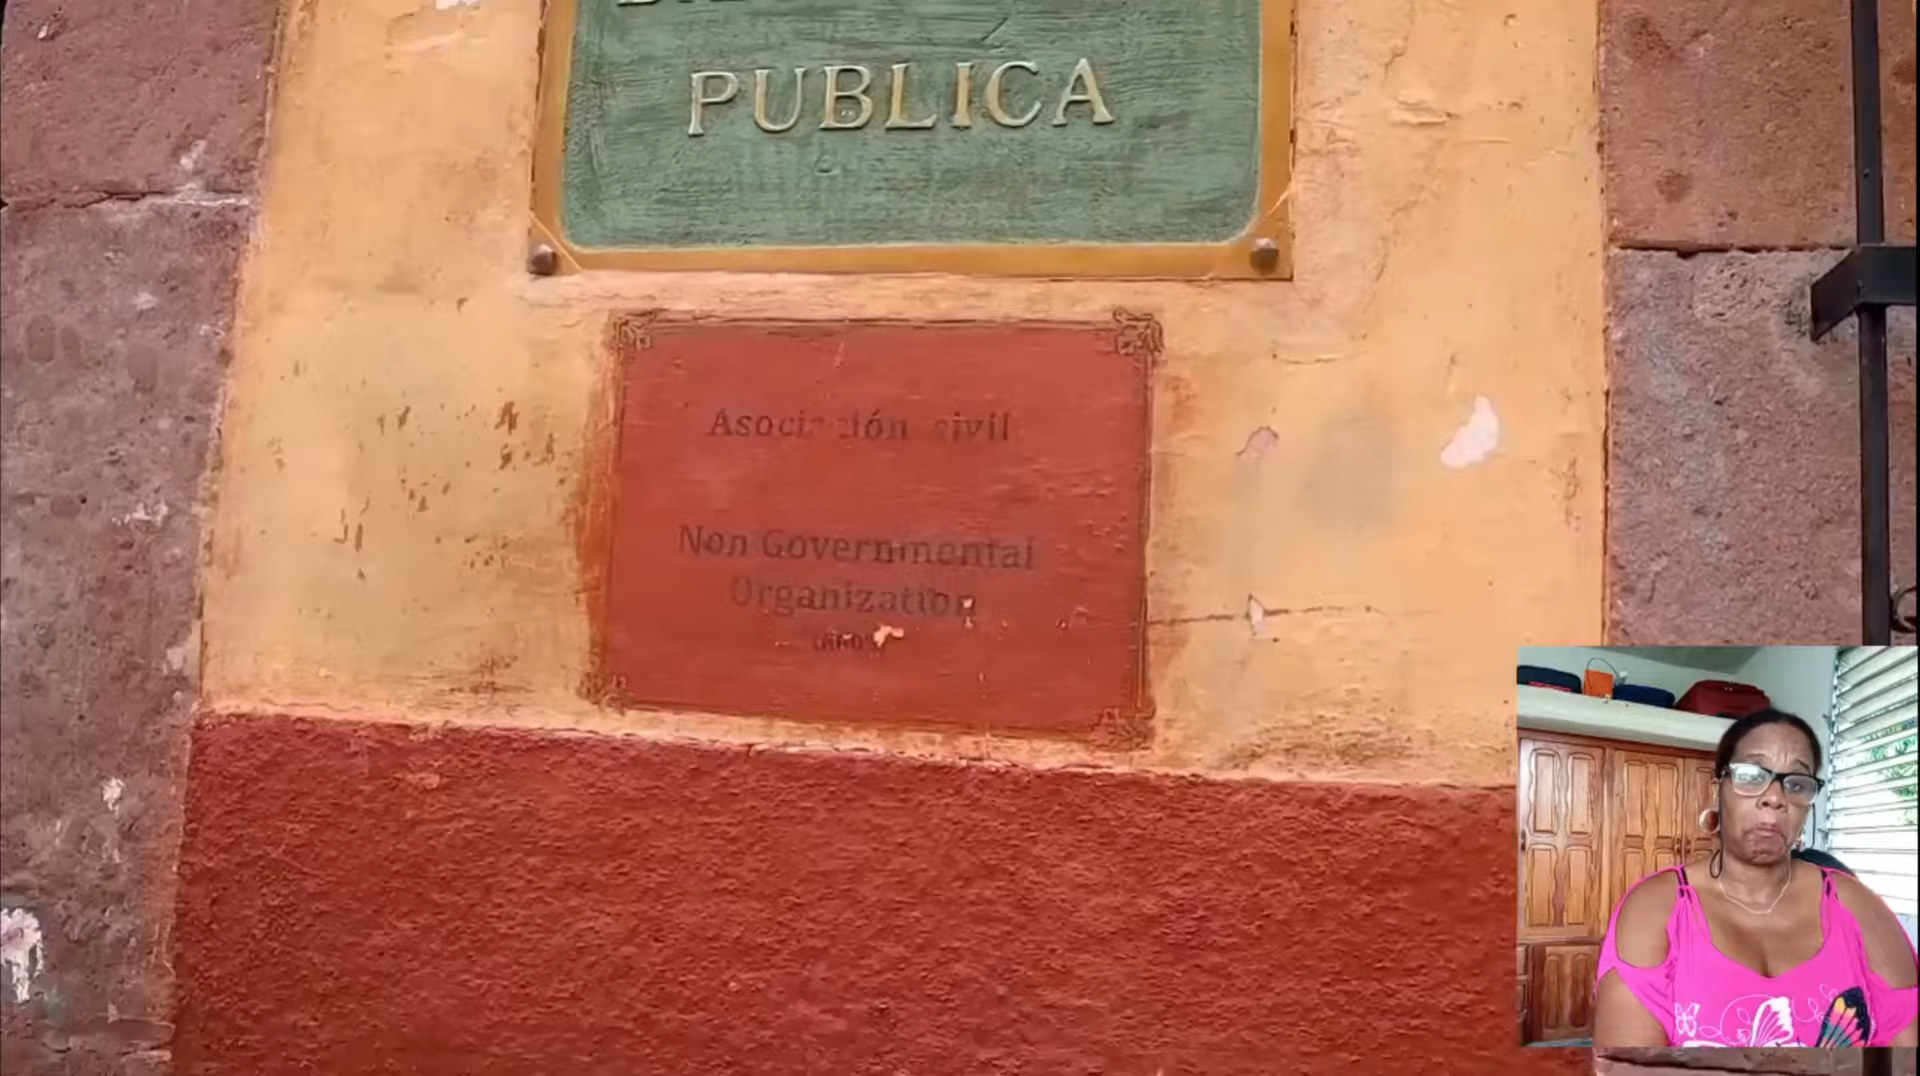 PUBLICA
Asociación civil
Non Governmental
Organization